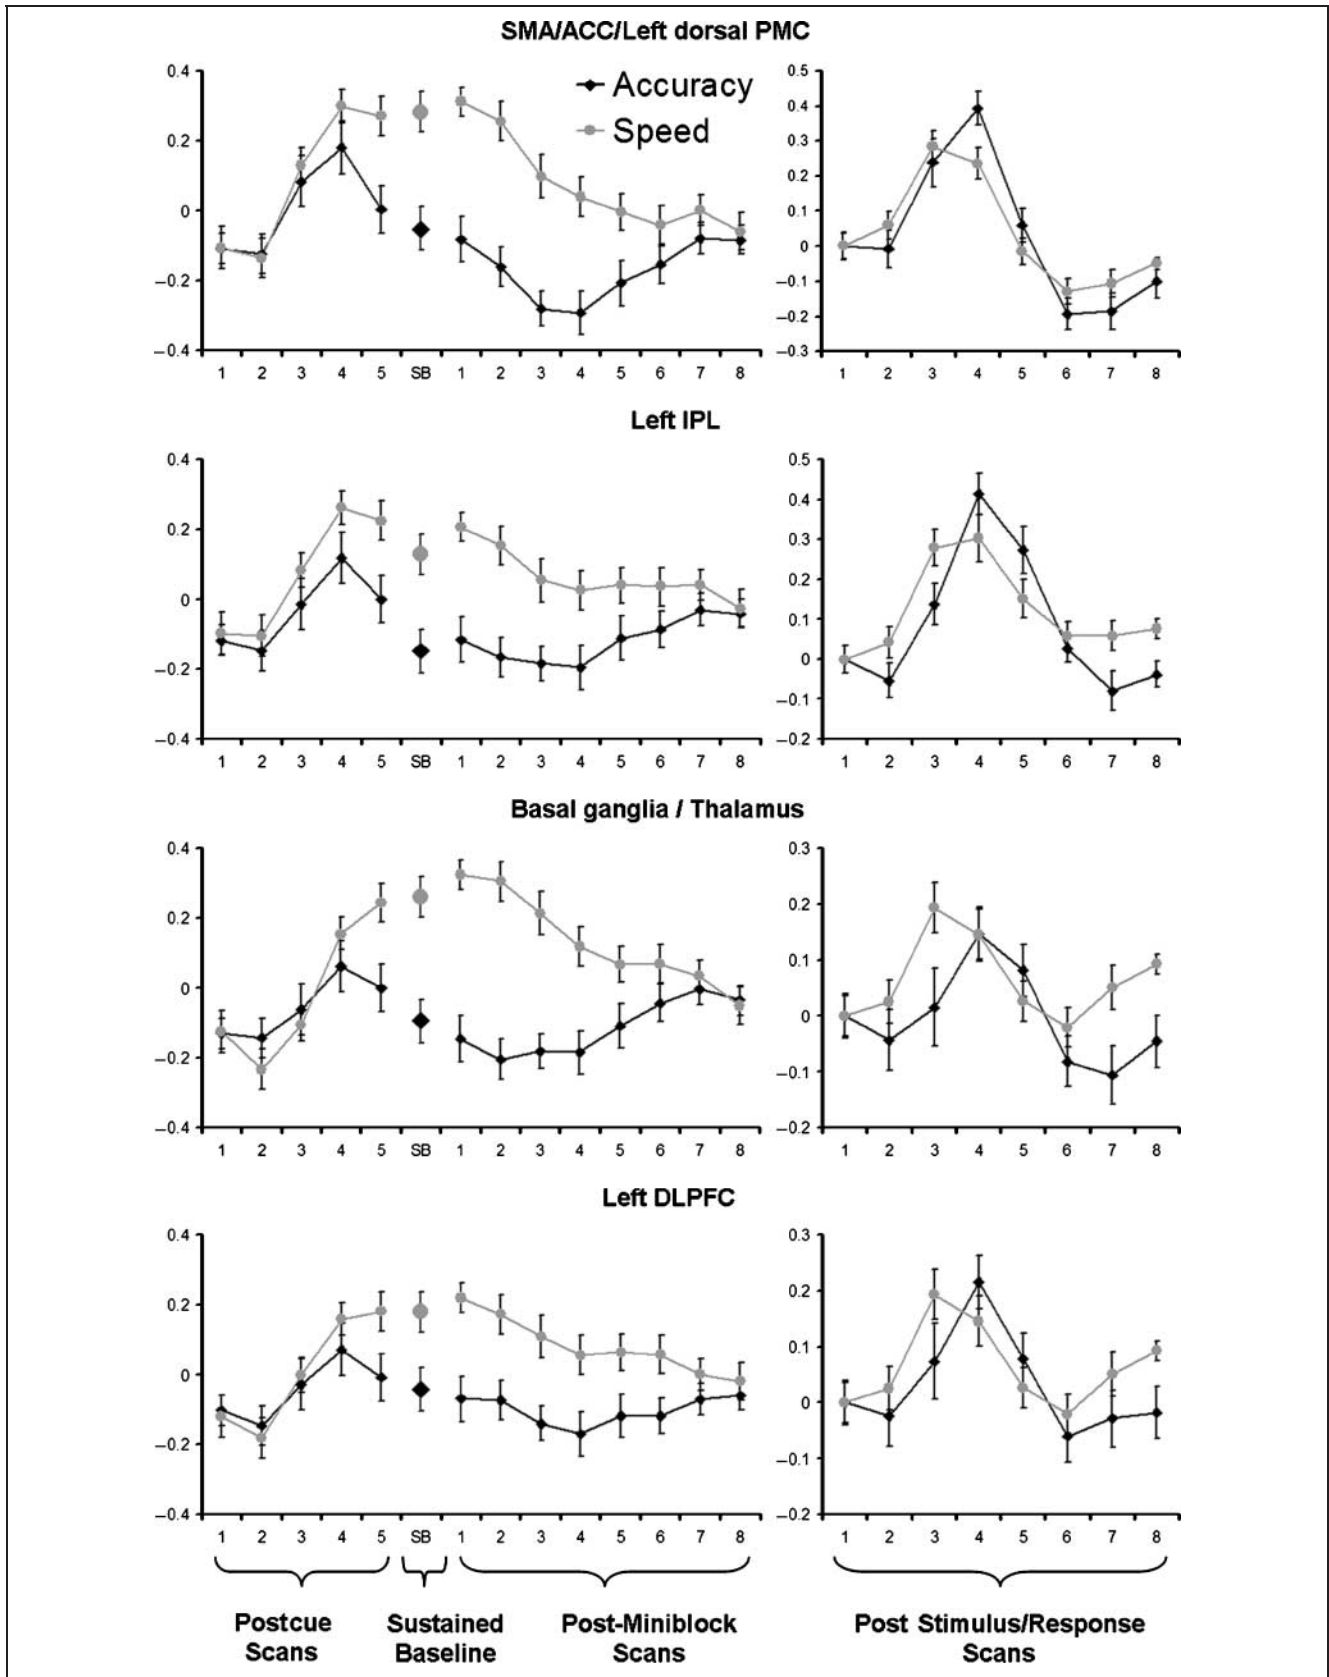 SMA/ACC/Left dorsal PMC
Accuracy
Speed
0.4
0.2
0
–0.2
–0.4
1 2 3 4 5 SB 1 2 3 4 5 6 7 8
0.5
0.4
0.3
0.2
0.1
0
–0.1
–0.2
–0.3
1 2 3 4 5 6 7 8
Left IPL
0.4
0.2
0
–0.2
–0.4
1 2 3 4 5 SB 1 2 3 4 5 6 7 8
0.5
0.4
0.3
0.2
0.1
0
–0.1
–0.2
1 2 3 4 5 6 7 8
Basal ganglia / Thalamus
0.4
0.2
0
–0.2
–0.4
1 2 3 4 5 SB 1 2 3 4 5 6 7 8
0.3
0.2
0.1
0
–0.1
–0.2
1 2 3 4 5 6 7 8
Left DLPFC
0.4
0.2
0
–0.2
–0.4
1 2 3 4 5 SB 1 2 3 4 5 6 7 8
0.3
0.2
0.1
0
–0.1
–0.2
1 2 3 4 5 6 7 8
Postcue
Scans
Sustained
Baseline
Post-Miniblock
Scans
Post Stimulus/Response
Scans